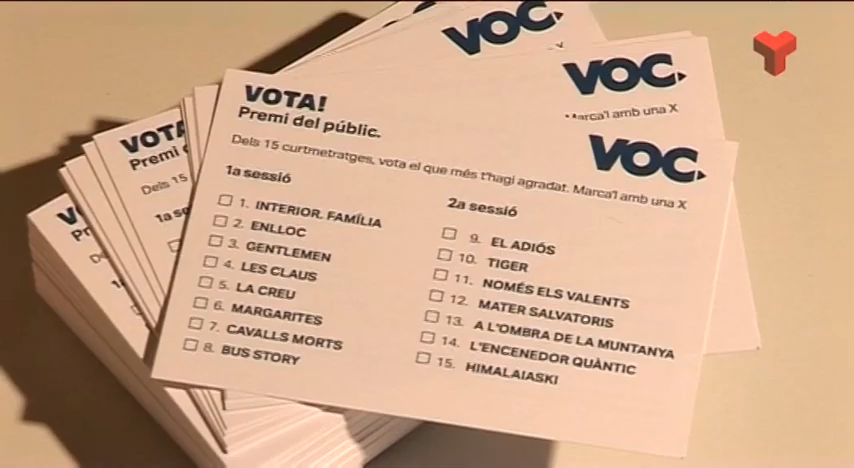 VOC.
VOC.
Marca'l amb una X
VOTA!
Premi del públic.
VOC.
Dels 15 curtmetratges, vota el que més t'hagi agradat. Marca'l amb una X
1a sessió
1. INTERIOR. FAMÍLIA
2. ENLLOC
3. GENTLEMEN
4. LES CLAUS
5. LA CREU
6. MARGARITES
7. CAVALLS MORTS
8. BUS STORY
2a sessió
9. EL ADIÓS
10. TIGER
11. NOMÉS ELS VALENTS
12. MATER SALVATORIS
13. A L'OMBRA DE LA MUNTANYA
14. L'ENCENEDOR QUÀNTIC
15. HIMALAIASKI
VOTA
Premi
Dels 15
1a